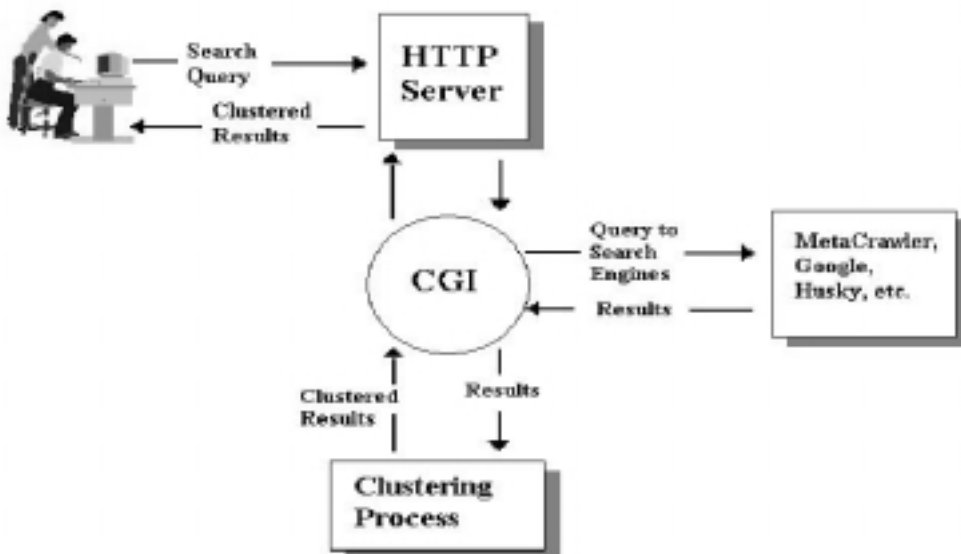 Search
Query
HTTP
Server
Clustered
Results
CGI
Query to
Search
Engines
MetaCrawler,
Google,
Husky, etc.
Results
Clustered
Results
Results
Clustering
Process